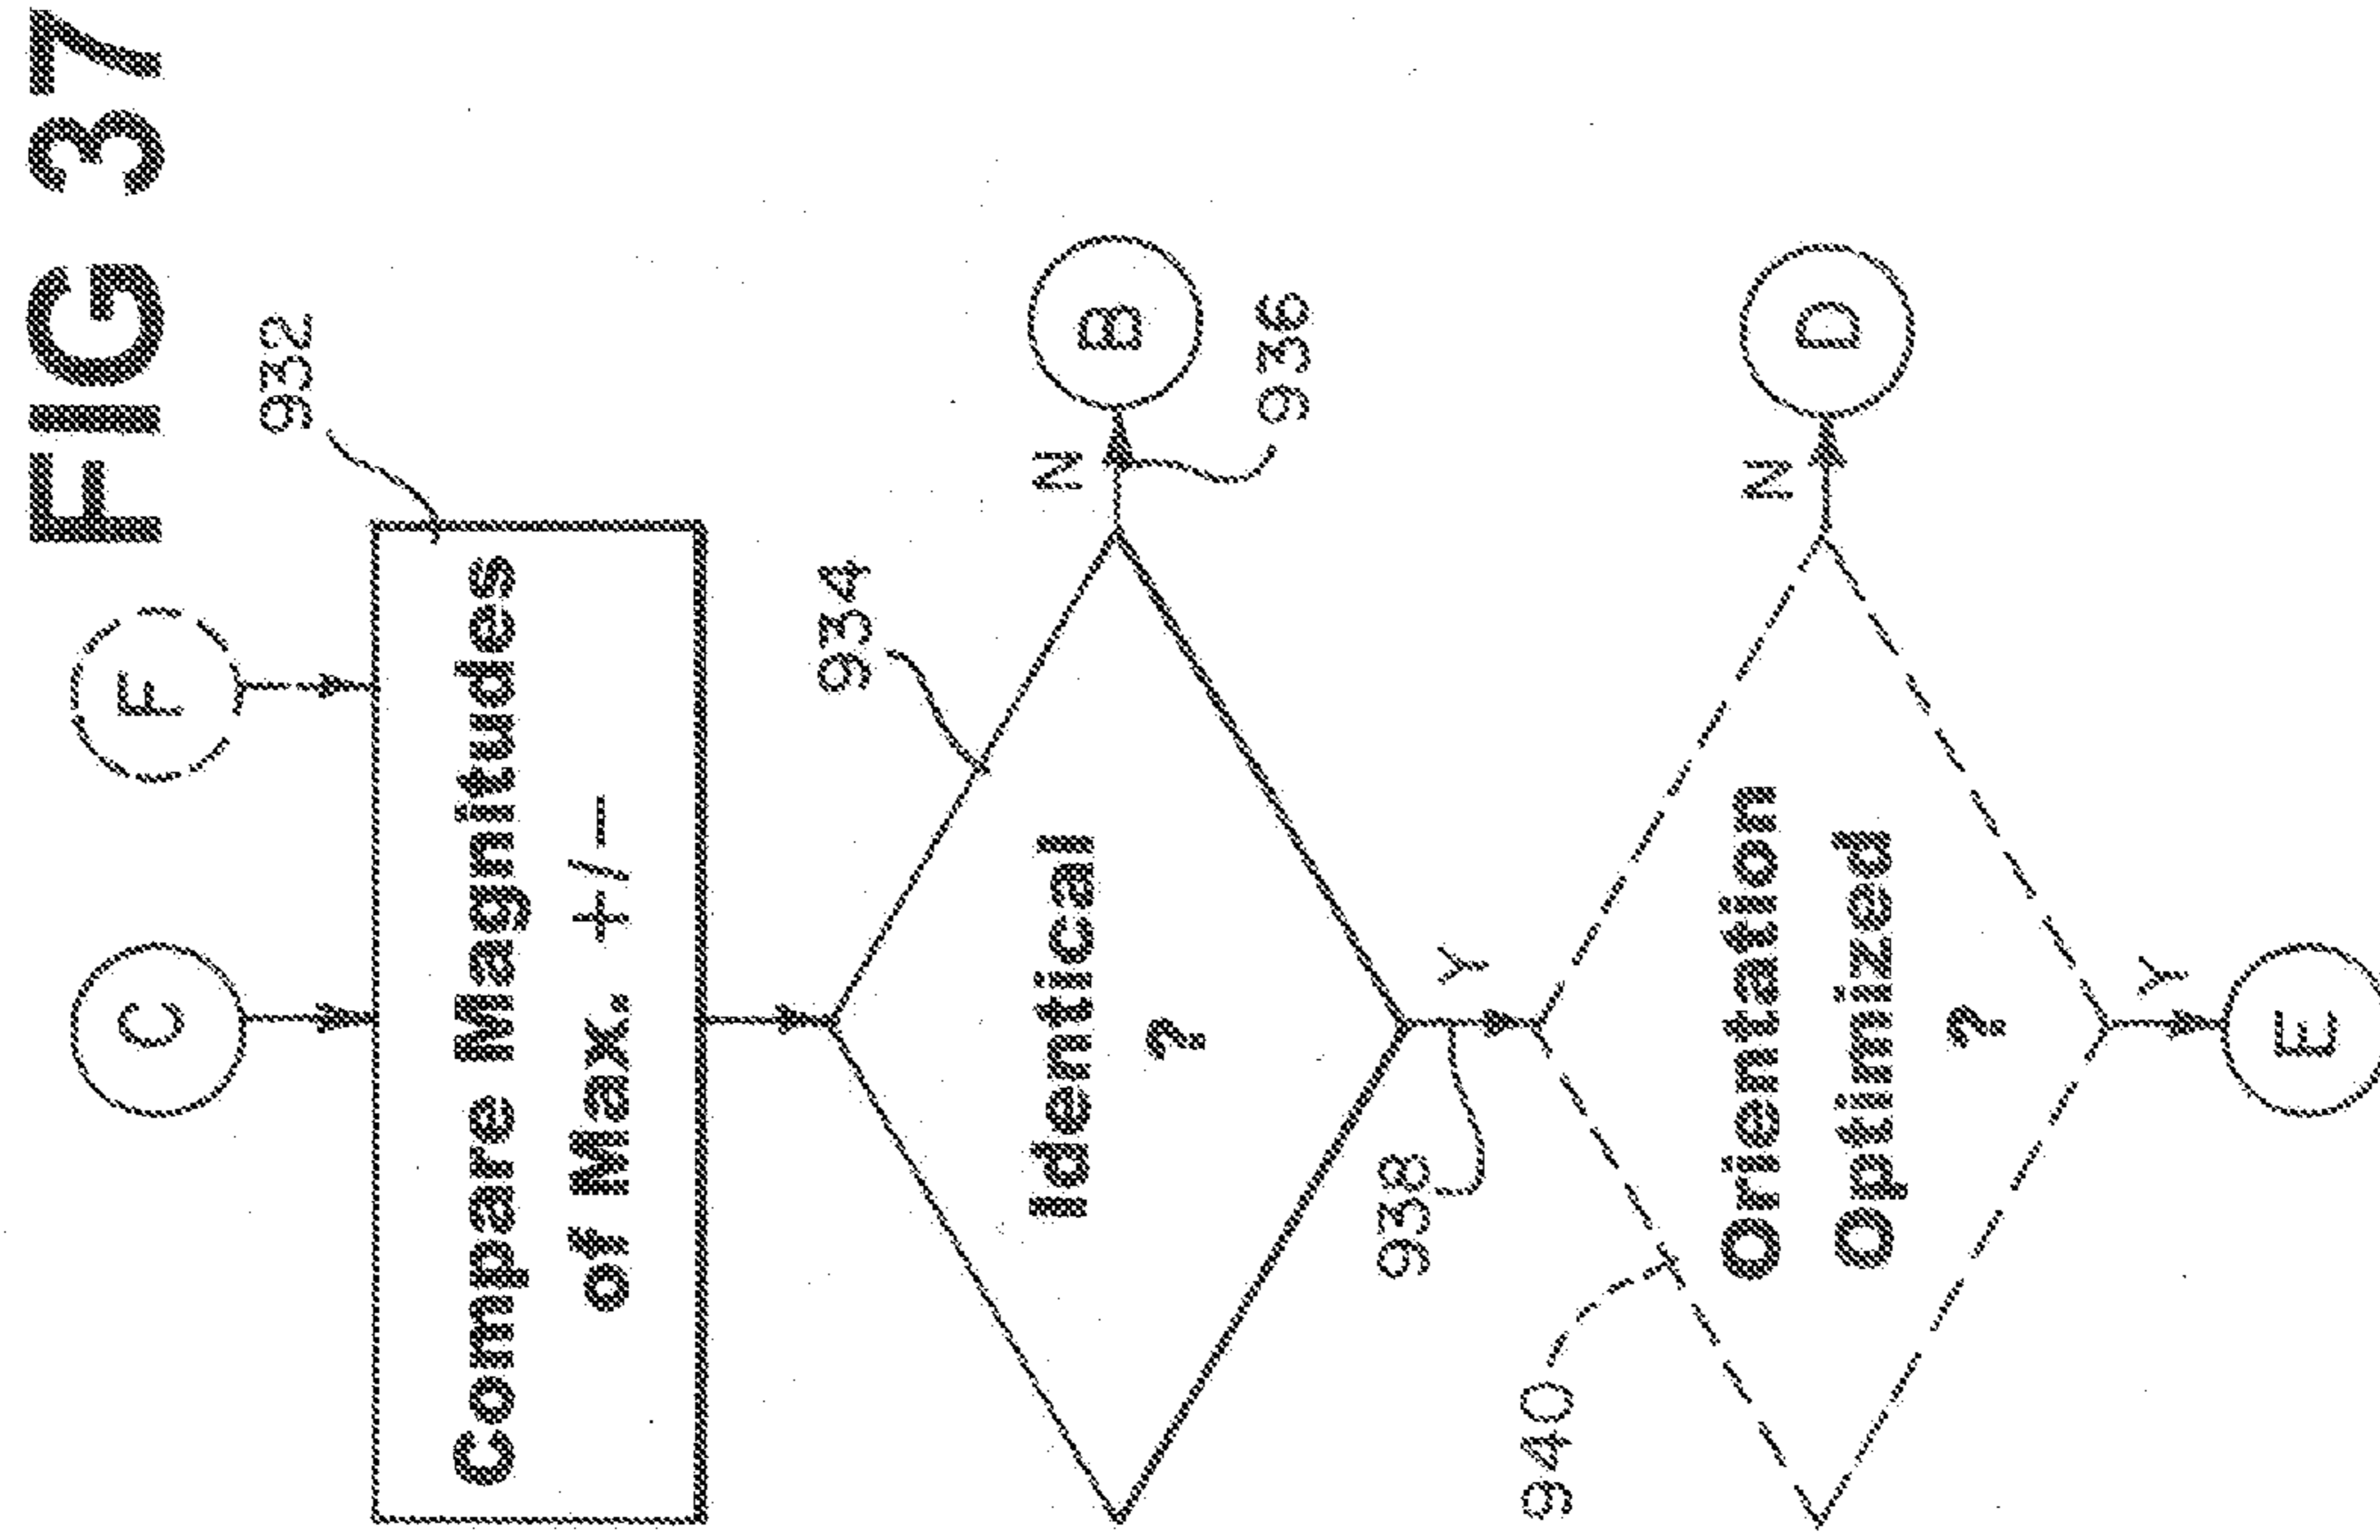 FIG 37
C
F
932
Compare Magnitudes
of Max. +/−
934
Identical
?
N
B
936
Y
938
940
Orientation
Optimized
?
N
D
Y
E